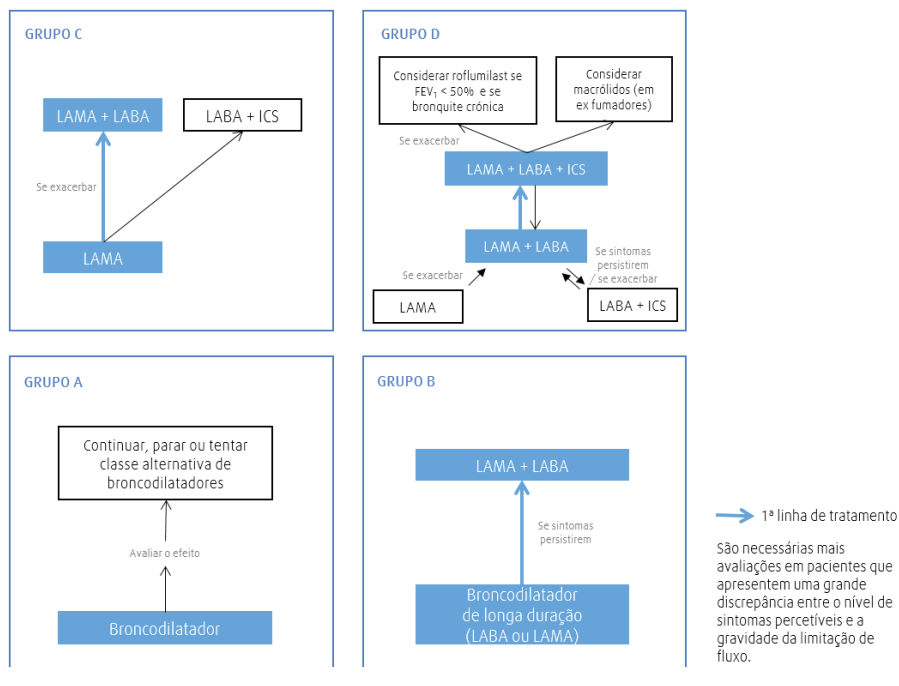 GRUPO C
LAMA + LABA
LABA + ICS
Se exacerbar
LAMA
GRUPO D
Considerar roflumilast se
FEV₁ < 50% e se
bronquite crónica
Considerar
macrólidos (em
ex fumadores)
Se exacerbar
LAMA + LABA + ICS
LAMA + LABA
Se exacerbar
Se sintomas
persistirem
/ se exacerbar
LAMA
LABA + ICS
GRUPO A
Continuar, parar ou tentar
classe alternativa de
broncodilatadores
Avaliar o efeito
Broncodilatador
GRUPO B
LAMA + LABA
Se sintomas
persistirem
Broncodilatador
de longa duração
(LABA ou LAMA)
1ª linha de tratamento
São necessárias mais
avaliações em pacientes que
apresentem uma grande
discrepância entre o nível de
sintomas percetíveis e a
gravidade da limitação de
fluxo.